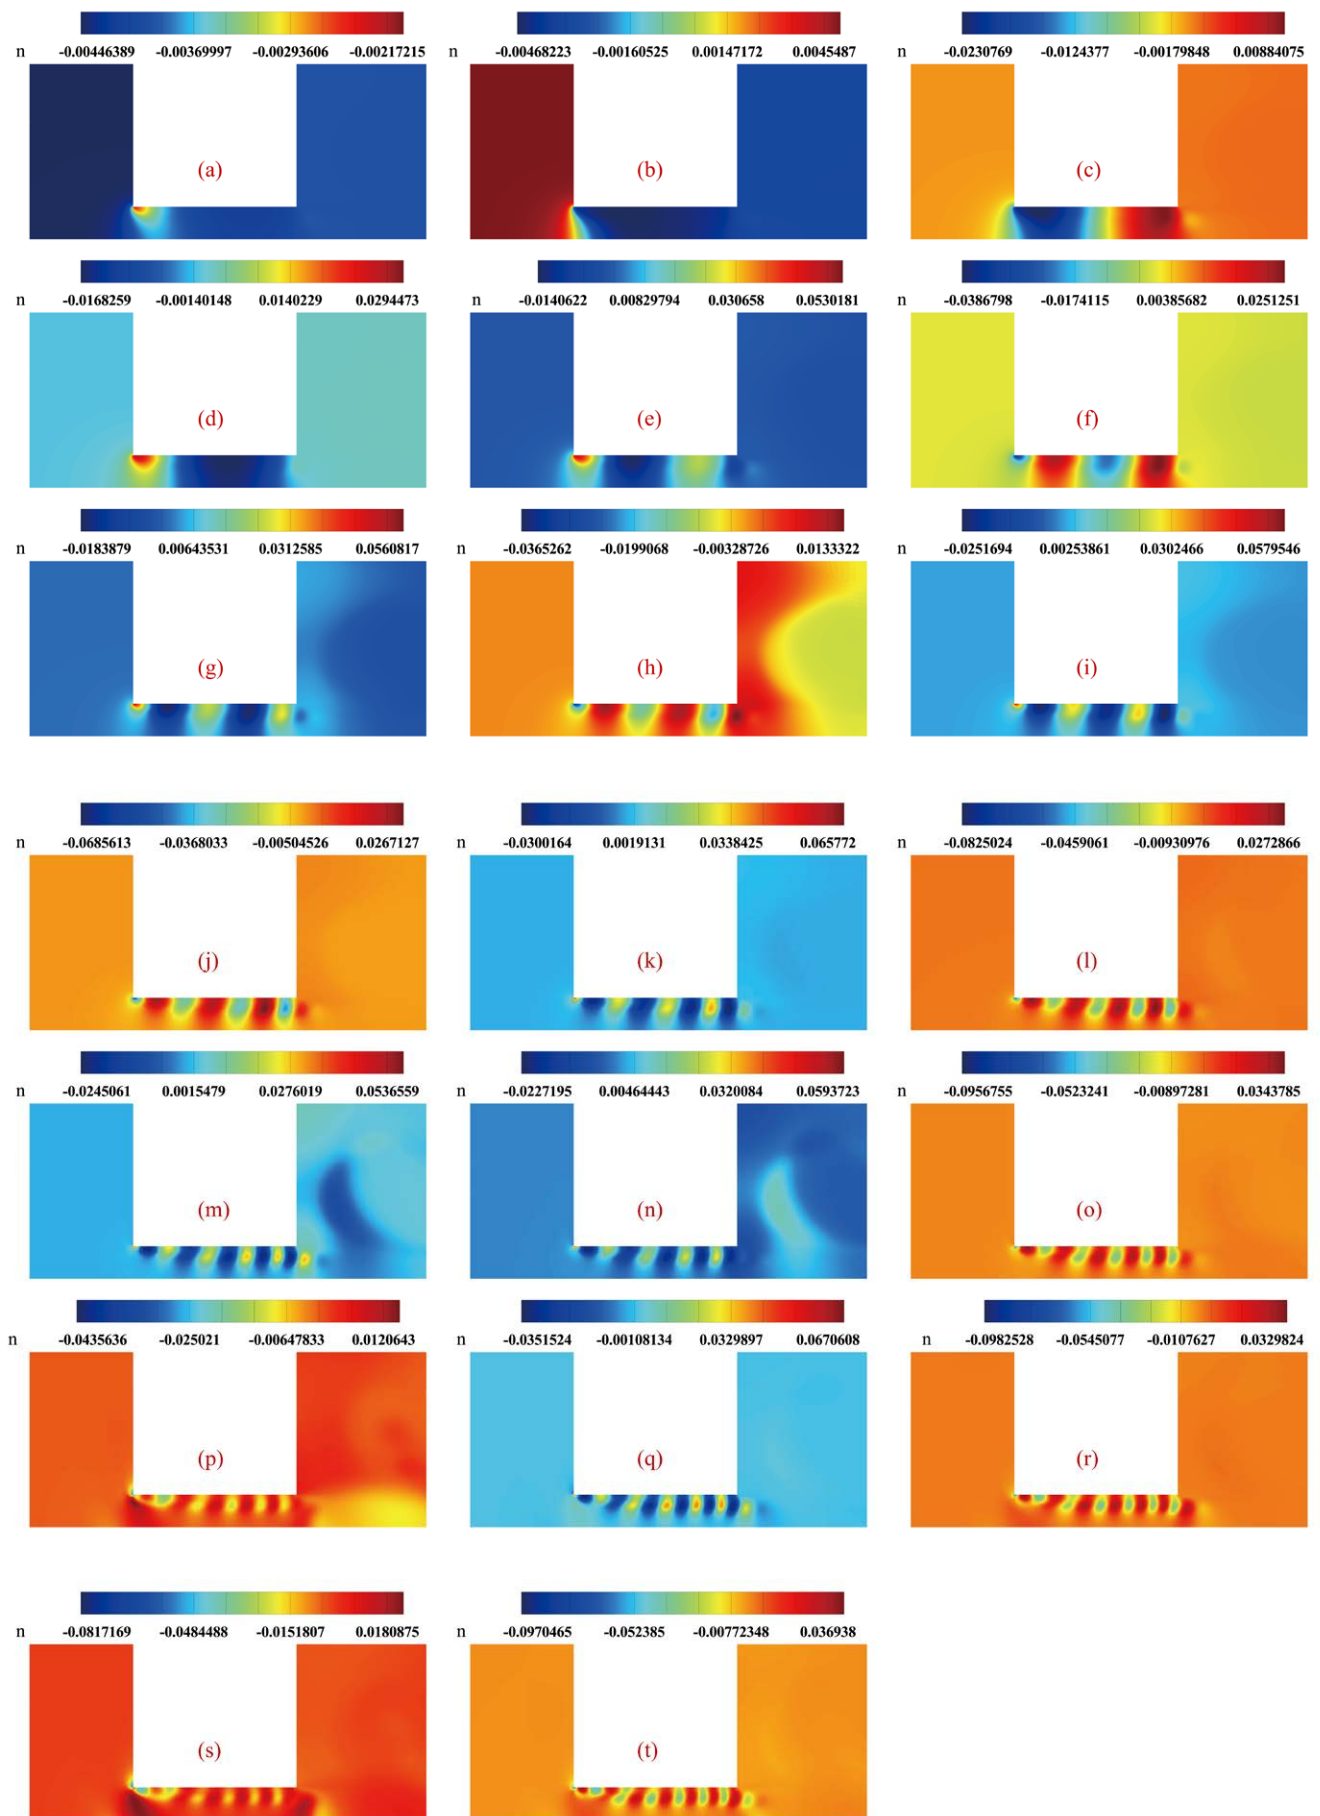 n -0.00446389 -0.00369997 -0.00293606 -0.00217215 n -0.00468223 -0.00160525 0.00147172 0.0045487 n -0.0230769 -0.0124377 -0.00179848 0.00884075
(a) (b) (c)
n -0.0168259 -0.00140148 0.0140229 0.0294473 n -0.0140622 0.00829794 0.030658 0.0530181 n -0.0386798 -0.0174115 0.00385682 0.0251251
(d) (e) (f)
n -0.0183879 0.00643531 0.0312585 0.0560817 n -0.0365262 -0.0199068 -0.00328726 0.0133322 n -0.0251694 0.00253861 0.0302466 0.0579546
(g) (h) (i)
n -0.0685613 -0.0368033 -0.00504526 0.0267127 n -0.0300164 0.0019131 0.0338425 0.065772 n -0.0825024 -0.0459061 -0.00930976 0.0272866
(j) (k) (l)
n -0.0245061 0.0015479 0.0276019 0.0536559 n -0.0227195 0.00464443 0.0320084 0.0593723 n -0.0956755 -0.0523241 -0.00897281 0.0343785
(m) (n) (o)
n -0.0435636 -0.025021 -0.00647833 0.0120643 n -0.0351524 -0.00108134 0.0329897 0.0670608 n -0.0982528 -0.0545077 -0.0107627 0.0329824
(p) (q) (r)
n -0.0817169 -0.0484488 -0.0151807 0.0180875 n -0.0970465 -0.052385 -0.00772348 0.036938
(s) (t)